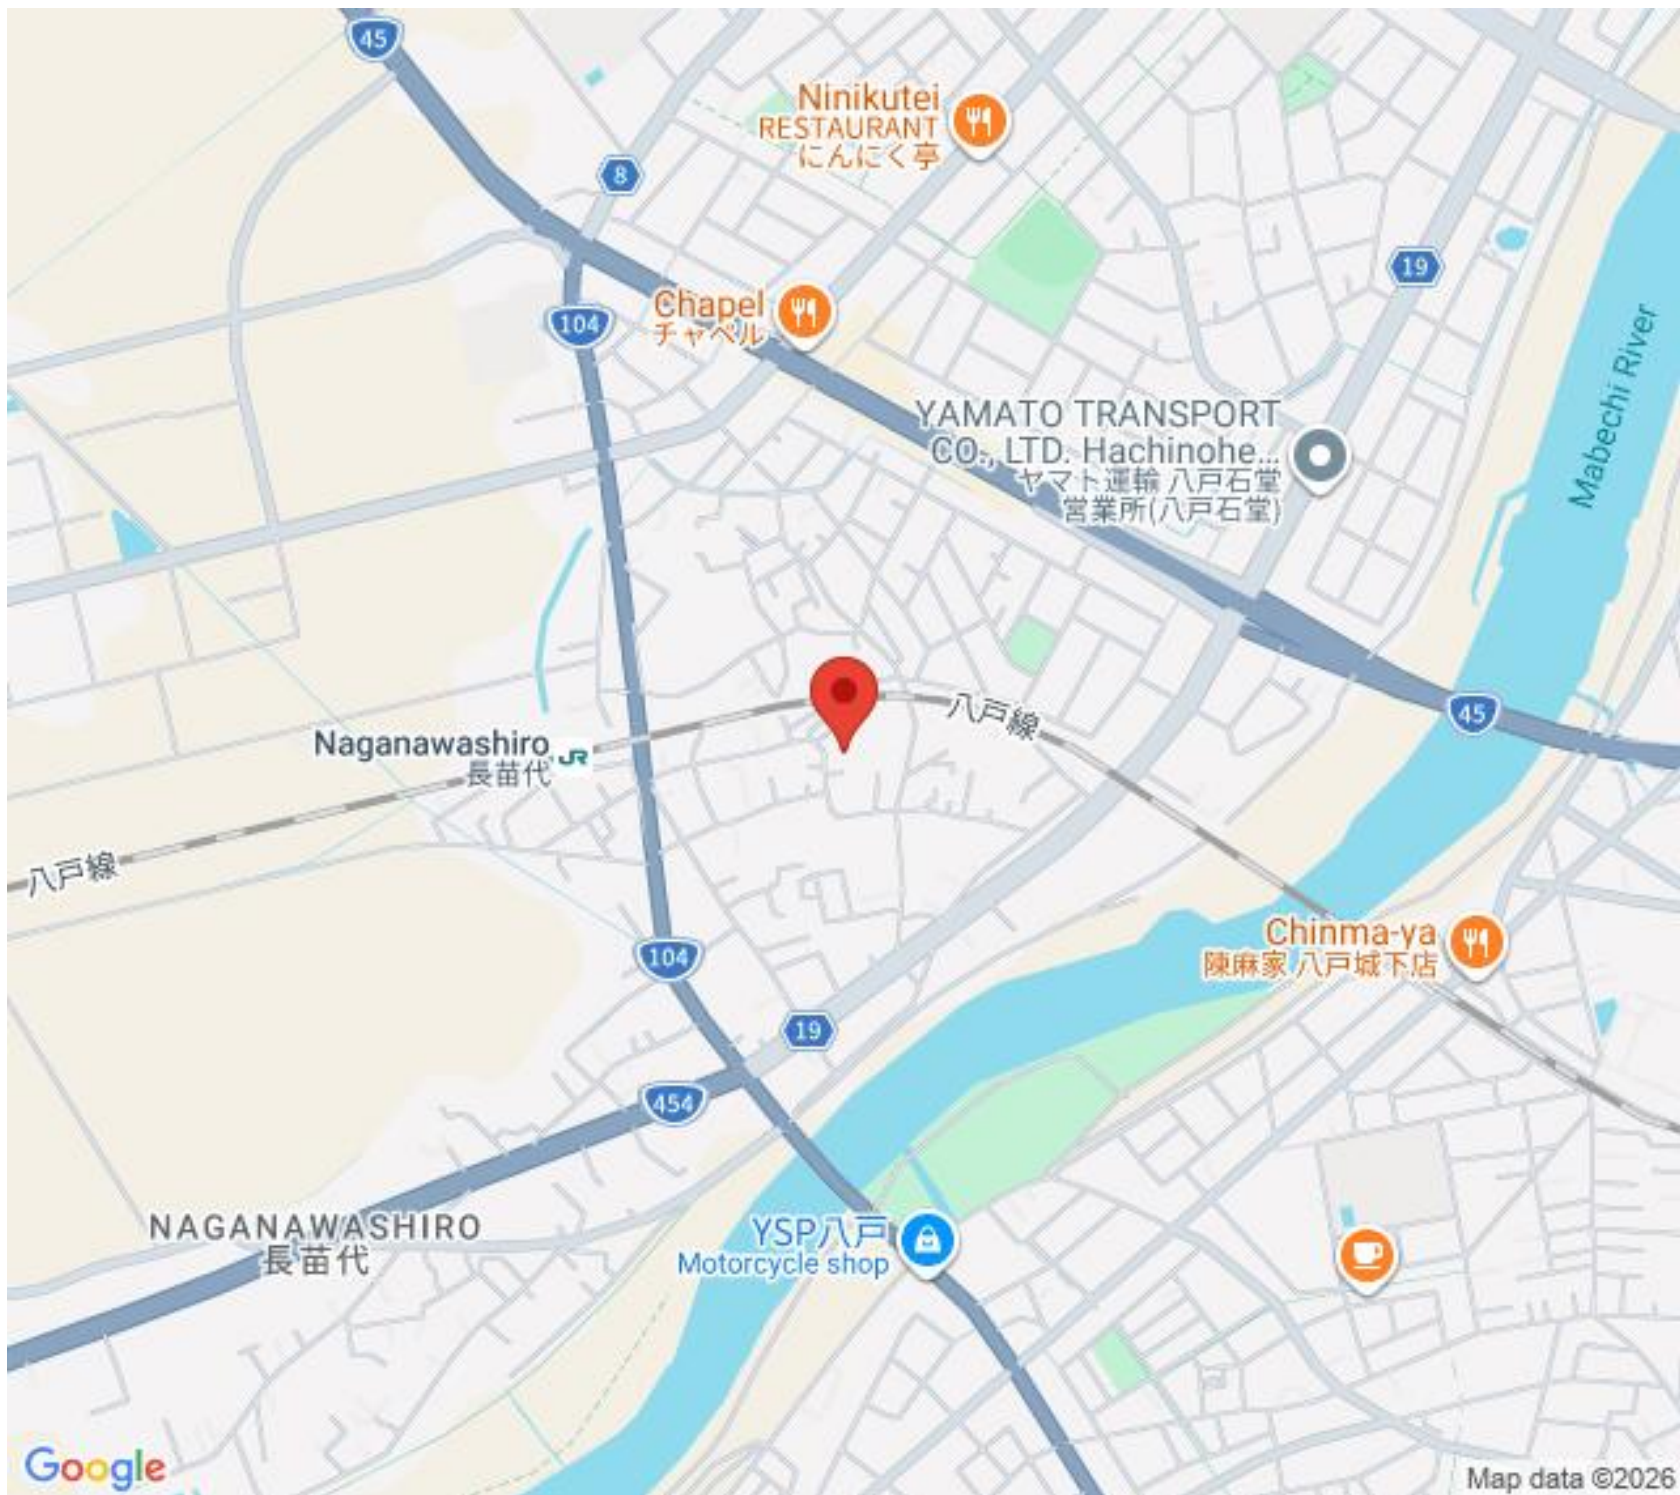 45
Ninikutei
RESTAURANT
にんにく亭
8
19
Chapel
チャペル
104
Mabechi River
YAMATO TRANSPORT
CO., LTD. Hachinohe...
ヤマト運輸 八戸石堂
営業所(八戸石堂)
八戸線
45
Naganawashiro
長苗代
JR
八戸線
Chinma-ya
陳麻家 八戸城下店
104
19
454
NAGANAWASHIRO
長苗代
YSP八戸
Motorcycle shop
Google
Map data ©2026